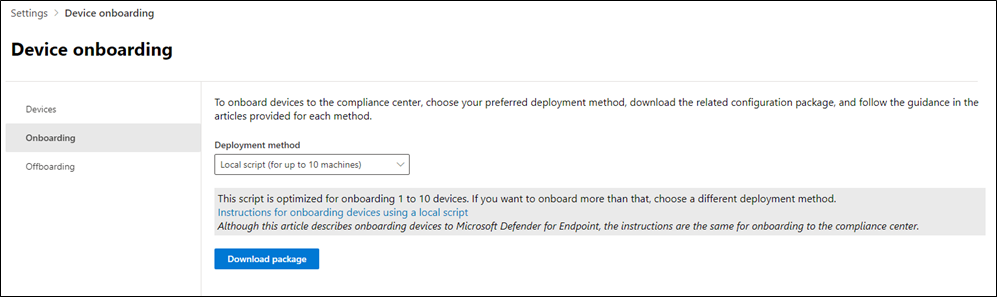 Settings > Device onboarding
Device onboarding
Devices
Onboarding
Offboarding
To onboard devices to the compliance center, choose your preferred deployment method, download the related configuration package, and follow the guidance in the
articles provided for each method.
Deployment method
Local script (for up to 10 machines)
This script is optimized for onboarding 1 to 10 devices. If you want to onboard more than that, choose a different deployment method.
Instructions for onboarding devices using a local script
Although this article describes onboarding devices to Microsoft Defender for Endpoint, the instructions are the same for onboarding to the compliance center.
Download package